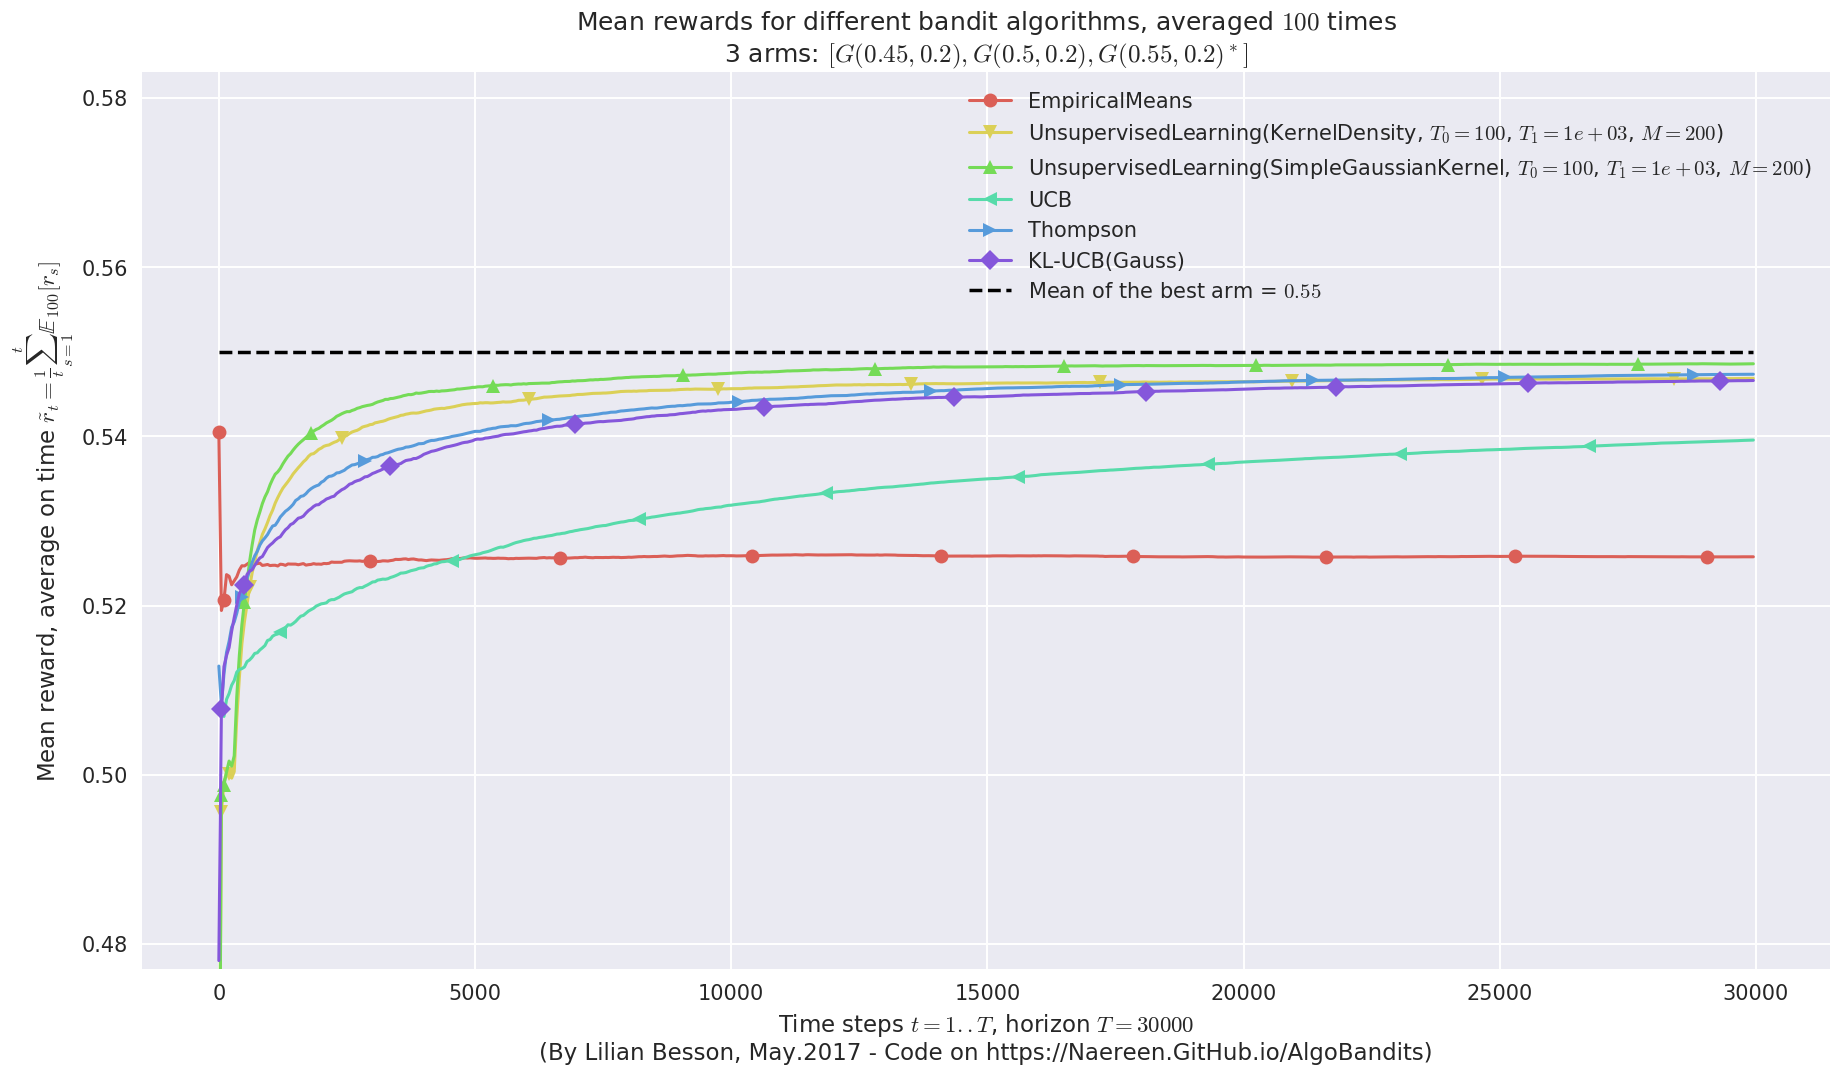 Mean rewards for different bandit algorithms, averaged 100 times
3 arms: [G(0.45, 0.2), G(0.5, 0.2), G(0.55, 0.2)*]
EmpiricalMeans
UnsupervisedLearning(KernelDensity, T₀ = 100, T₁ = 1e + 03, M = 200)
UnsupervisedLearning(SimpleGaussianKernel, T₀ = 100, T₁ = 1e + 03, M = 200)
UCB
Thompson
KL-UCB(Gauss)
Mean of the best arm = 0.55
Mean reward, average on time r̃ₜ = 1/t ∑ₛ₌₁ᵗ 𝔼₁₀₀[rₛ]
0.58
0.56
0.54
0.52
0.50
0.48
0 5000 10000 15000 20000 25000 30000
Time steps t = 1..T, horizon T = 30000
(By Lilian Besson, May.2017 - Code on https://Naereen.GitHub.io/AlgoBandits)